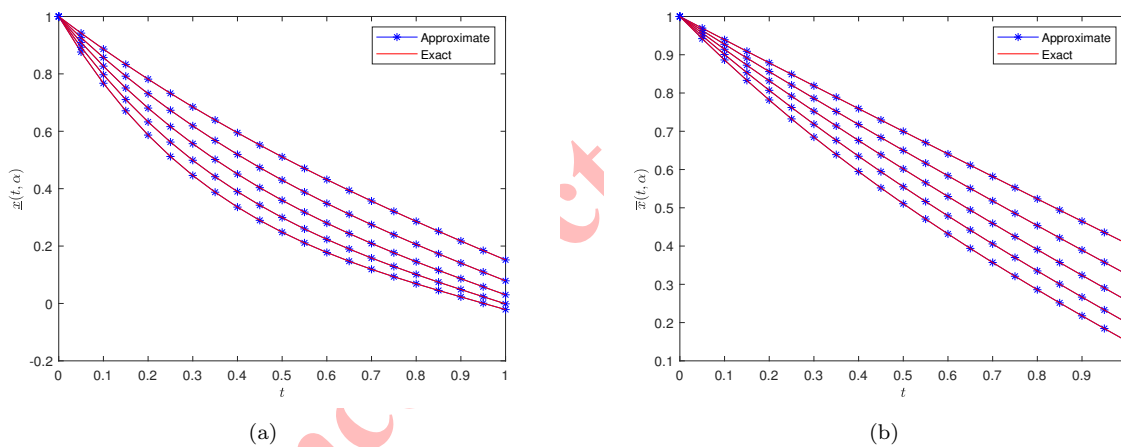 1
0.8
0.6
0.4
0.2
0
-0.2
0 0.1 0.2 0.3 0.4 0.5 0.6 0.7 0.8 0.9 1
x(t, α)
t
Approximate
Exact
(a)
1
0.9
0.8
0.7
0.6
0.5
0.4
0.3
0.2
0.1
0 0.1 0.2 0.3 0.4 0.5 0.6 0.7 0.8 0.9
x̅(t, α)
t
Approximate
Exact
(b)